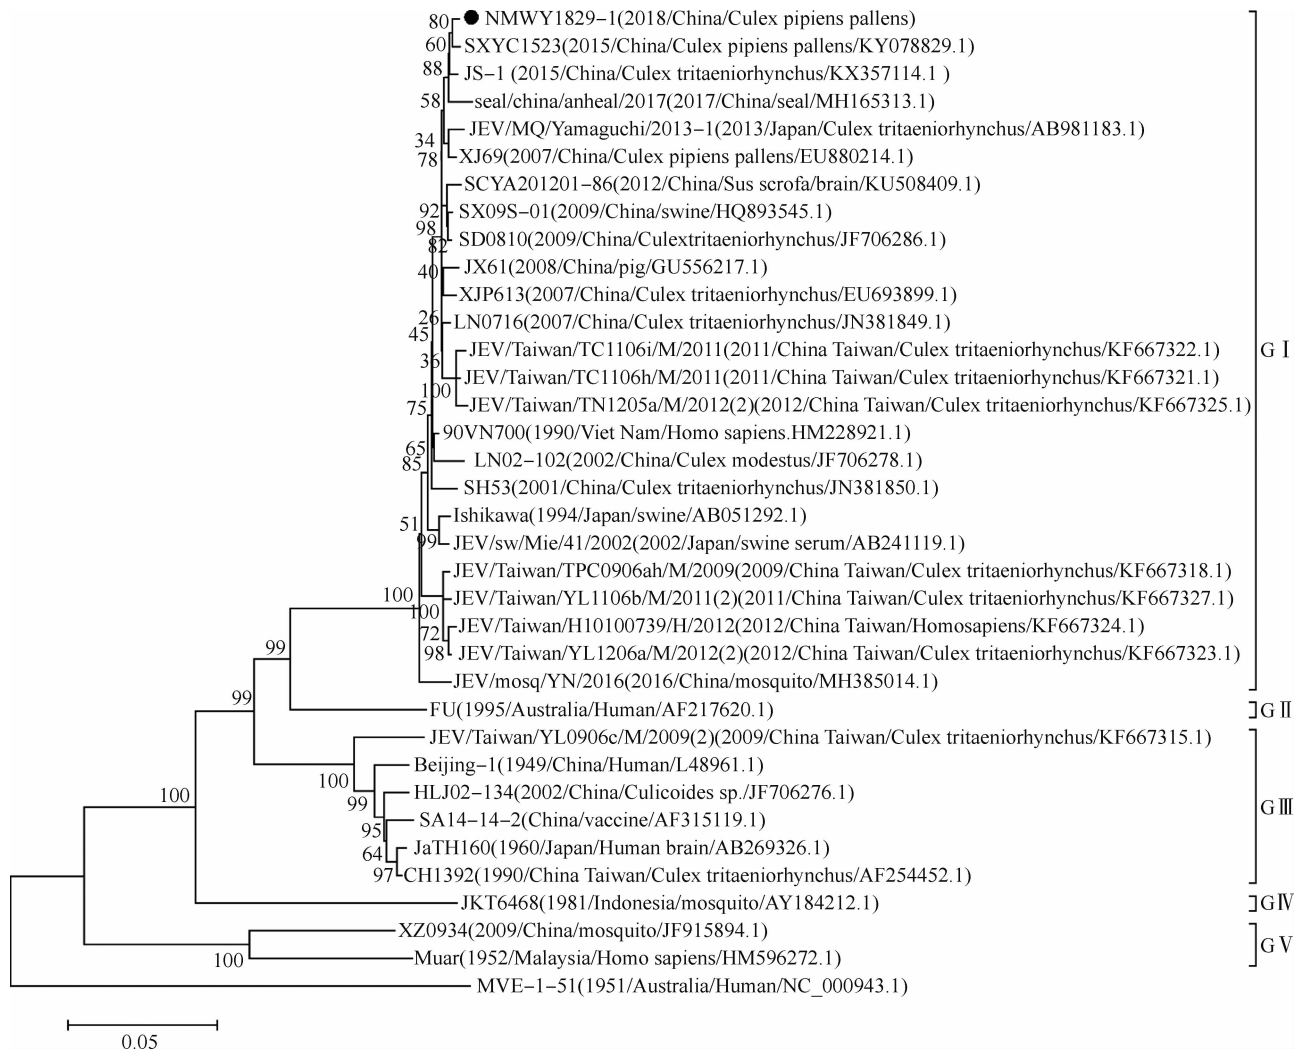 80
NMWY1829-1(2018/China/Culex pipiens pallens)
60
SXYC1523(2015/China/Culex pipiens pallens/KY078829.1)
88
JS-1 (2015/China/Culex tritaeniorhynchus/KX357114.1 )
58
seal/china/anheal/2017(2017/China/seal/MH165313.1)
JEV/MQ/Yamaguchi/2013-1(2013/Japan/Culex tritaeniorhynchus/AB981183.1)
34
78
XJ69(2007/China/Culex pipiens pallens/EU880214.1)
SCYA201201-86(2012/China/Sus scrofa/brain/KU508409.1)
92
SX09S-01(2009/China/swine/HQ893545.1)
98
82
SD0810(2009/China/Culextritaeniorhynchus/JF706286.1)
40
JX61(2008/China/pig/GU556217.1)
XJP613(2007/China/Culex tritaeniorhynchus/EU693899.1)
26
LN0716(2007/China/Culex tritaeniorhynchus/JN381849.1)
45
36
JEV/Taiwan/TC1106i/M/2011(2011/China Taiwan/Culex tritaeniorhynchus/KF667322.1)
G I
JEV/Taiwan/TC1106h/M/2011(2011/China Taiwan/Culex tritaeniorhynchus/KF667321.1)
100
75
JEV/Taiwan/TN1205a/M/2012(2)(2012/China Taiwan/Culex tritaeniorhynchus/KF667325.1)
90VN700(1990/Viet Nam/Homo sapiens.HM228921.1)
65
85
LN02-102(2002/China/Culex modestus/JF706278.1)
SH53(2001/China/Culex tritaeniorhynchus/JN381850.1)
51
Ishikawa(1994/Japan/swine/AB051292.1)
99
JEV/sw/Mie/41/2002(2002/Japan/swine serum/AB241119.1)
JEV/Taiwan/TPC0906ah/M/2009(2009/China Taiwan/Culex tritaeniorhynchus/KF667318.1)
100
100
JEV/Taiwan/YL1106b/M/2011(2)(2011/China Taiwan/Culex tritaeniorhynchus/KF667327.1)
72
JEV/Taiwan/H10100739/H/2012(2012/China Taiwan/Homosapiens/KF667324.1)
99
98
JEV/Taiwan/YL1206a/M/2012(2)(2012/China Taiwan/Culex tritaeniorhynchus/KF667323.1)
JEV/mosq/YN/2016(2016/China/mosquito/MH385014.1)
99
FU(1995/Australia/Human/AF217620.1)
G II
JEV/Taiwan/YL0906c/M/2009(2)(2009/China Taiwan/Culex tritaeniorhynchus/KF667315.1)
100
Beijing-1(1949/China/Human/L48961.1)
100
99
HLJ02-134(2002/China/Culicoides sp./JF706276.1)
G III
95
SA14-14-2(China/vaccine/AF315119.1)
64
JaTH160(1960/Japan/Human brain/AB269326.1)
97
CH1392(1990/China Taiwan/Culex tritaeniorhynchus/AF254452.1)
JKT6468(1981/Indonesia/mosquito/AY184212.1)
G IV
XZ0934(2009/China/mosquito/JF915894.1)
G V
100
Muar(1952/Malaysia/Homo sapiens/HM596272.1)
MVE-1-51(1951/Australia/Human/NC_000943.1)
0.05